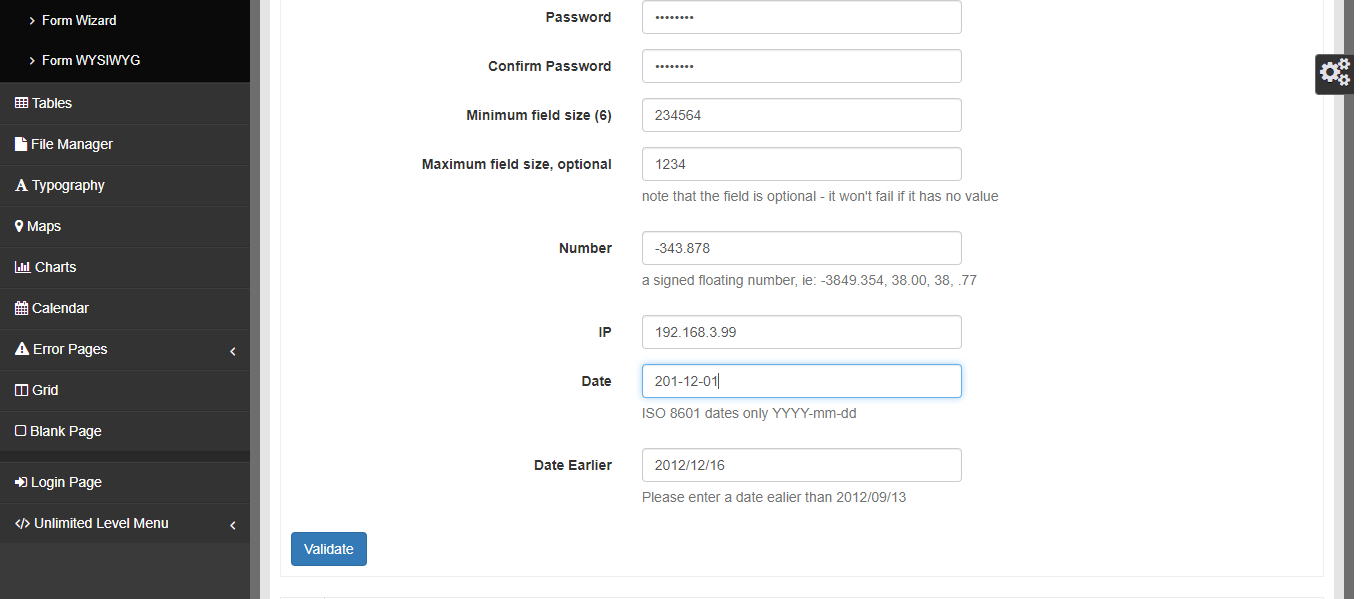 Form Wizard
Form WYSIWYG
Tables
File Manager
Typography
Maps
Charts
Calendar
Error Pages
Grid
Blank Page
Login Page
Unlimited Level Menu
Password ••••••••
Confirm Password ••••••••
Minimum field size (6) 234564
Maximum field size, optional 1234
note that the field is optional - it won't fail if it has no value
Number -343.878
a signed floating number, ie: -3849.354, 38.00, 38, .77
IP 192.168.3.99
Date 201-12-01
ISO 8601 dates only YYYY-mm-dd
Date Earlier 2012/12/16
Please enter a date ealier than 2012/09/13
Validate